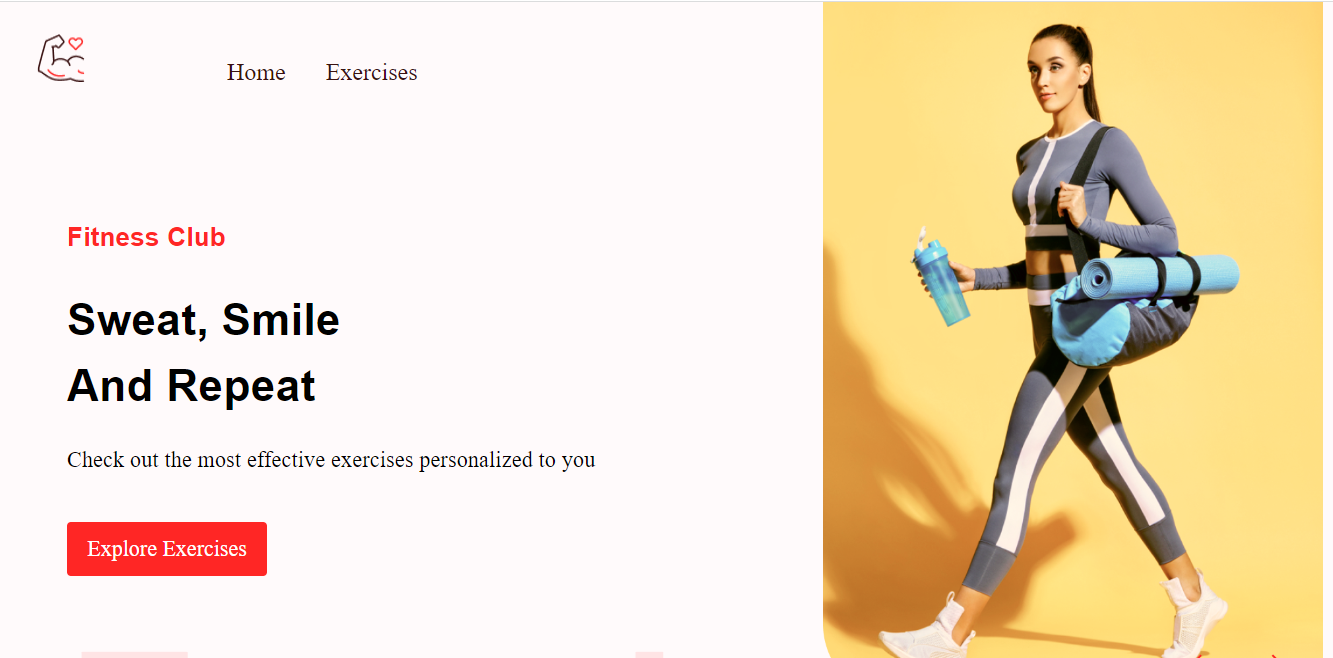 Home Exercises
Fitness Club
Sweat, Smile
And Repeat
Check out the most effective exercises personalized to you
Explore Exercises